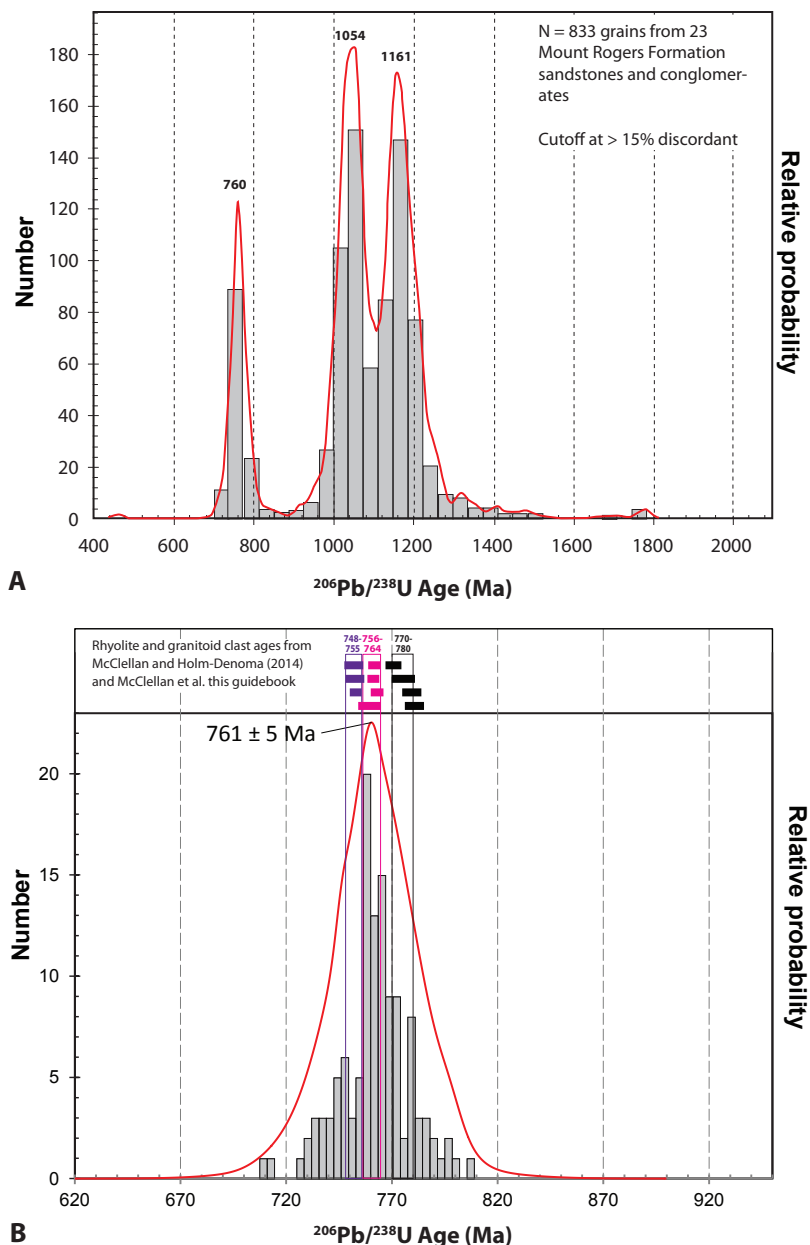 1054
1161
760
N = 833 grains from 23
Mount Rogers Formation
sandstones and conglomer-
ates
Cutoff at > 15% discordant
180
160
140
120
100
80
60
40
20
0
Number
Relative probability
400 600 800 1000 1200 1400 1600 1800 2000
A
²⁰⁶Pb/²³⁸U Age (Ma)
Rhyolite and granitoid clast ages from
McClellan and Holm-Denoma (2014)
and McClellan et al. this guidebook
748-
755
756-
764
770-
780
761 ± 5 Ma
20
15
10
5
0
Number
Relative probability
620 670 720 770 820 870 920
B
²⁰⁶Pb/²³⁸U Age (Ma)